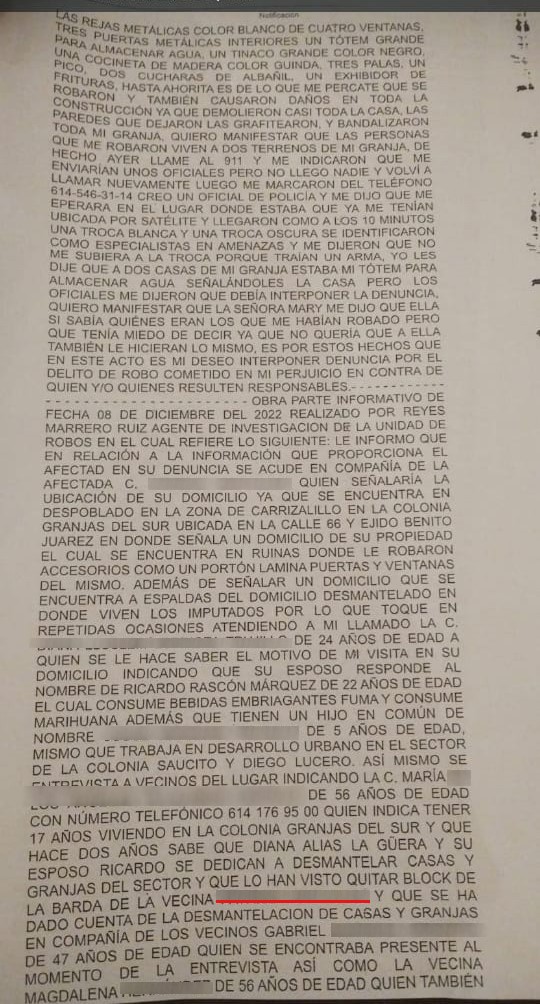 Notificación
LAS REJAS METÁLICAS COLOR BLANCO DE CUATRO VENTANAS,
TRES PUERTAS METÁLICAS INTERIORES UN TÓTEM GRANDE
PARA ALMACENAR AGUA, UN TINACO GRANDE COLOR NEGRO,
UNA COCINETA DE MADERA COLOR GUINDA, TRES PALAS, UN
PICO, DOS CUCHARAS DE ALBAÑIL, UN EXHIBIDOR DE
FRITURAS, HASTA AHORITA ES DE LO QUE ME PERCATE QUE SE
ROBARON Y TAMBIÉN CAUSARON DAÑOS EN TODA LA
CONSTRUCCIÓN YA QUE DEMOLIERON CASI TODA LA CASA, LAS
PAREDES QUE DEJARON LAS GRAFITEARON, Y BANDALIZARON
TODA MI GRANJA, QUIERO MANIFESTAR QUE LAS PERSONAS
QUE ME ROBARON VIVEN A DOS TERRENOS DE MI GRANJA, DE
HECHO AYER LLAME AL 911 Y ME INDICARON QUE ME
ENVIARÍAN UNOS OFICIALES PERO NO LLEGO NADIE Y VOLVÍ A
LLAMAR NUEVAMENTE LUEGO ME MARCARON DEL TELÉFONO
614-546-31-14 CREO UN OFICIAL DE POLICÍA Y ME DIJO QUE ME
EPERARA EN EL LUGAR DONDE ESTABA QUE YA ME TENÍAN
UBICADA POR SATÉLITE Y LLEGARON COMO A LOS 10 MINUTOS
UNA TROCA BLANCA Y UNA TROCA OSCURA SE IDENTIFICARON
COMO ESPECIALISTAS EN AMENAZAS Y ME DIJERON QUE NO
ME SUBIERA A LA TROCA PORQUE TRAÍAN UN ARMA, YO LES
DIJE QUE A DOS CASAS DE MI GRANJA ESTABA MI TÓTEM PARA
ALMACENAR AGUA SEÑALÁNDOLES LA CASA PERO LOS
OFICIALES ME DIJERON QUE DEBÍA INTERPONER LA DENUNCIA,
QUIERO MANIFESTAR QUE LA SEÑORA MARY ME DIJO QUE ELLA
SI SABÍA QUIÉNES ERAN LOS QUE ME HABÍAN ROBADO PERO
QUE TENÍA MIEDO DE DECIR YA QUE NO QUERÍA QUE A ELLA
TAMBIÉN LE HICIERAN LO MISMO, ES POR ESTOS HECHOS QUE
EN ESTE ACTO ES MI DESEO INTERPONER DENUNCIA POR EL
DELITO DE ROBO COMETIDO EN MI PERJUICIO EN CONTRA DE
QUIEN Y/O QUIENES RESULTEN RESPONSABLES.- - - - - - - - - - - -
- - - - - - - - - - - - - - - - - - - - - - - - OBRA PARTE INFORMATIVO DE
FECHA 08 DE DICIEMBRE DEL 2022 REALIZADO POR REYES
MARRERO RUIZ AGENTE DE INVESTIGACION DE LA UNIDAD DE
ROBOS EN EL CUAL REFIERE LO SIGUIENTE: LE INFORMO QUE
EN RELACIÓN A LA INFORMACIÓN QUE PROPORCIONA EL
AFECTAD EN SU DENUNCIA SE ACUDE EN COMPAÑÍA DE LA
AFECTADA C. QUIEN SEÑALARÍA LA
UBICACIÓN DE SU DOMICILIO YA QUE SE ENCUENTRA EN
DESPOBLADO EN LA ZONA DE CARRIZALILLO EN LA COLONIA
GRANJAS DEL SUR UBICADA EN LA CALLE 66 Y EJIDO BENITO
JUAREZ EN DONDE SEÑALA UN DOMICILIO DE SU PROPIEDAD
EL CUAL SE ENCUENTRA EN RUINAS DONDE LE ROBARON
ACCESORIOS COMO UN PORTÓN LAMINA PUERTAS Y VENTANAS
DEL MISMO. ADEMÁS DE SEÑALAR UN DOMICILIO QUE SE
ENCUENTRA A ESPALDAS DEL DOMICILIO DESMANTELADO EN
DONDE VIVEN LOS IMPUTADOS POR LO QUE TOQUE EN
REPETIDAS OCASIONES ATENDIENDO A MI LLAMADO LA C.
DE 24 AÑOS DE EDAD A
QUIEN SE LE HACE SABER EL MOTIVO DE MI VISITA EN SU
DOMICILIO INDICANDO QUE SU ESPOSO RESPONDE AL
NOMBRE DE RICARDO RASCÓN MÁRQUEZ DE 22 AÑOS DE EDAD
EL CUAL CONSUME BEBIDAS EMBRIAGANTES FUMA Y CONSUME
MARIHUANA ADEMÁS QUE TIENEN UN HIJO EN COMÚN DE
NOMBRE DE 5 AÑOS DE EDAD,
MISMO QUE TRABAJA EN DESARROLLO URBANO EN EL SECTOR
DE LA COLONIA SAUCITO Y DIEGO LUCERO. ASÍ MISMO SE
ENTREVISTA A VECINOS DEL LUGAR INDICANDO LA C. MARÍA
DE 56 AÑOS DE EDAD
CON NÚMERO TELEFÓNICO 614 176 95 00 QUIEN INDICA TENER
17 AÑOS VIVIENDO EN LA COLONIA GRANJAS DEL SUR Y QUE
HACE DOS AÑOS SABE QUE DIANA ALIAS LA GÜERA Y SU
ESPOSO RICARDO SE DEDICAN A DESMANTELAR CASAS Y
GRANJAS DEL SECTOR Y QUE LO HAN VISTO QUITAR BLOCK DE
LA BARDA DE LA VECINA Y QUE SE HA
DADO CUENTA DE LA DESMANTELACION DE CASAS Y GRANJAS
EN COMPAÑÍA DE LOS VECINOS GABRIEL
DE 47 AÑOS DE EDAD QUIEN SE ENCONTRABA PRESENTE AL
MOMENTO DE LA ENTREVISTA ASÍ COMO LA VECINA
MAGDALENA DE 56 AÑOS DE EDAD QUIEN TAMBIÉN